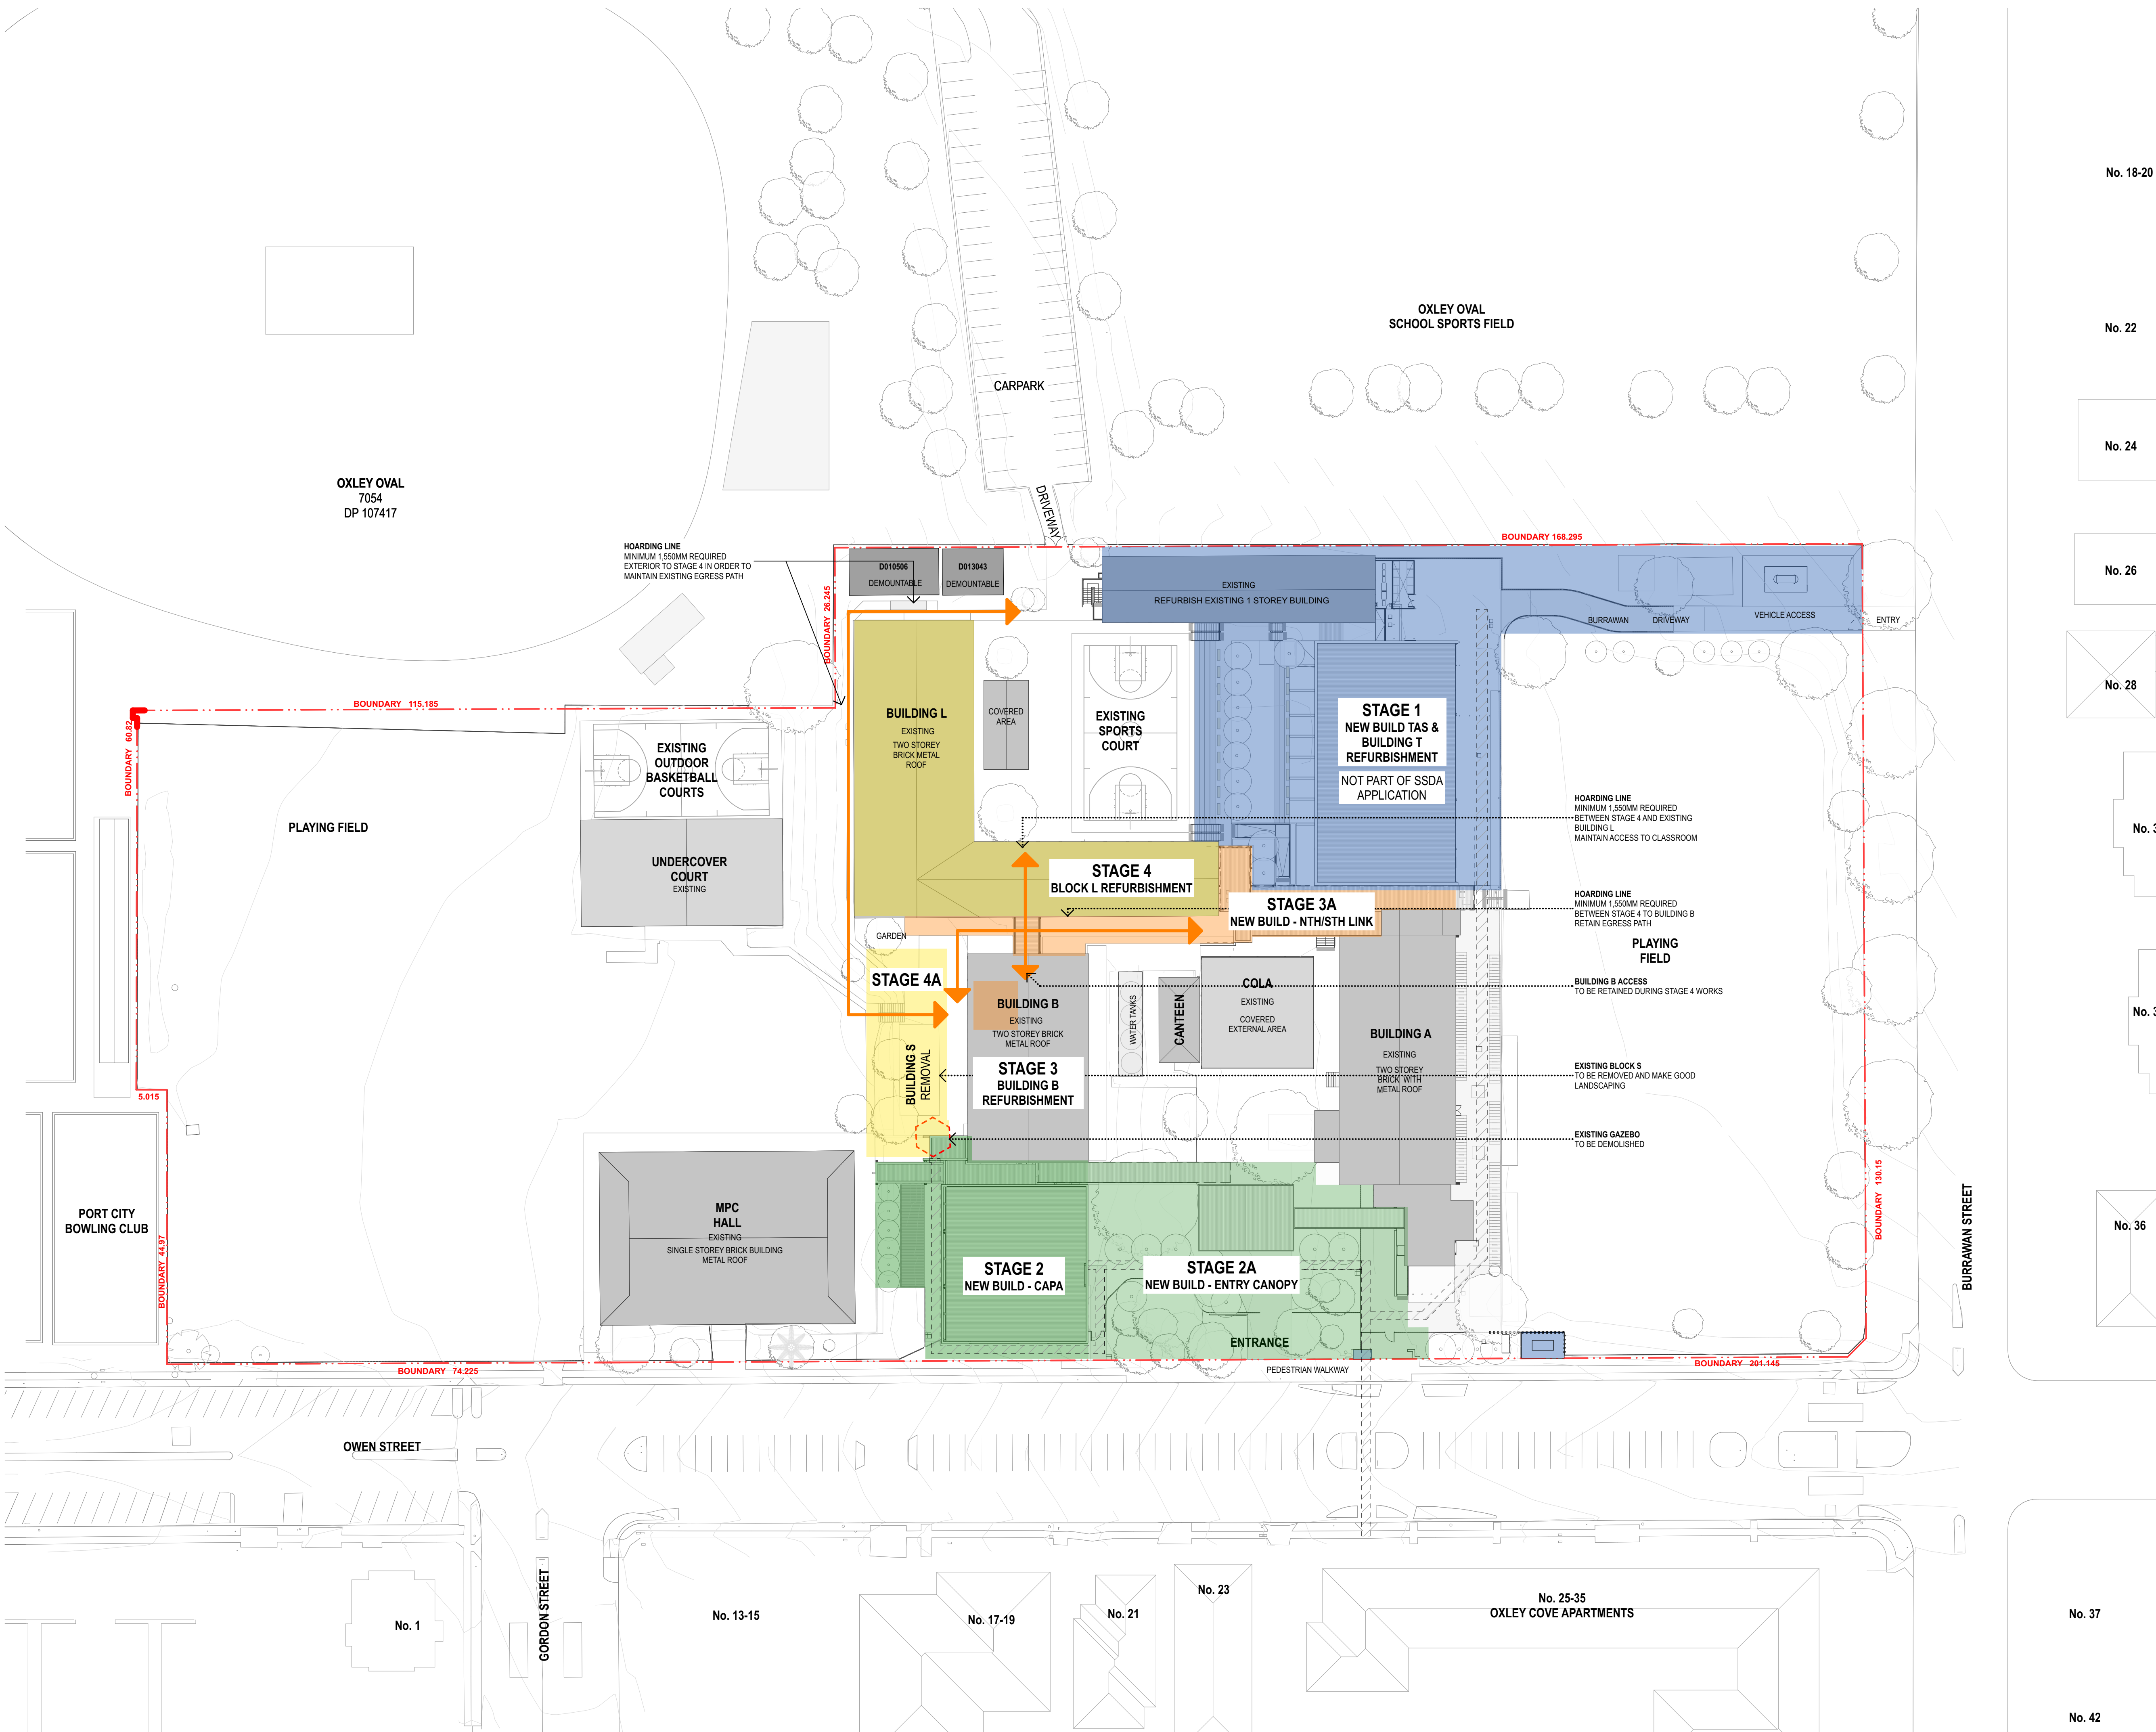 No. 18-20
OXLEY OVAL
SCHOOL SPORTS FIELD
No. 22
CARPARK
No. 24
OXLEY OVAL
7054
DP 107417
DRIVEWAY
BOUNDARY 168.295
HOARDING LINE
MINIMUM 1,550MM REQUIRED
EXTERIOR TO STAGE 4 IN ORDER TO
MAINTAIN EXISTING EGRESS PATH
D010506
DEMOUNTABLE
D013043
DEMOUNTABLE
EXISTING
REFURBISH EXISTING 1 STOREY BUILDING
No. 26
BURRAWAN
DRIVEWAY
VEHICLE ACCESS
ENTRY
BOUNDARY 26.245
No. 28
BOUNDARY 115.185
BOUNDARY 60.82
BUILDING L
EXISTING
TWO STOREY
BRICK METAL
ROOF
COVERED
AREA
EXISTING
SPORTS
COURT
STAGE 1
NEW BUILD TAS &
BUILDING T
REFURBISHMENT
NOT PART OF SSDA
APPLICATION
EXISTING
OUTDOOR
BASKETBALL
COURTS
PLAYING FIELD
HOARDING LINE
MINIMUM 1,550MM REQUIRED
BETWEEN STAGE 4 AND EXISTING
BUILDING L
MAINTAIN ACCESS TO CLASSROOM
No. 3
UNDERCOVER
COURT
EXISTING
STAGE 4
BLOCK L REFURBISHMENT
STAGE 3A
NEW BUILD - NTH/STH LINK
HOARDING LINE
MINIMUM 1,550MM REQUIRED
BETWEEN STAGE 4 TO BUILDING B
RETAIN EGRESS PATH
GARDEN
PLAYING
FIELD
STAGE 4A
BUILDING B
EXISTING
TWO STOREY BRICK
METAL ROOF
WATER TANKS
CANTEEN
COLA
EXISTING
COVERED
EXTERNAL AREA
BUILDING A
EXISTING
TWO STOREY
BRICK WITH
METAL ROOF
BUILDING B ACCESS
TO BE RETAINED DURING STAGE 4 WORKS
No. 3
BUILDING S
REMOVAL
STAGE 3
BUILDING B
REFURBISHMENT
EXISTING BLOCK S
TO BE REMOVED AND MAKE GOOD
LANDSCAPING
5.015
EXISTING GAZEBO
TO BE DEMOLISHED
BOUNDARY 130.15
BURRAWAN STREET
PORT CITY
BOWLING CLUB
BOUNDARY 44.97
MPC
HALL
EXISTING
SINGLE STOREY BRICK BUILDING
METAL ROOF
No. 36
STAGE 2
NEW BUILD - CAPA
STAGE 2A
NEW BUILD - ENTRY CANOPY
ENTRANCE
BOUNDARY 74.225
PEDESTRIAN WALKWAY
BOUNDARY 201.145
OWEN STREET
GORDON STREET
No. 1
No. 13-15
No. 17-19
No. 21
No. 23
No. 25-35
OXLEY COVE APARTMENTS
No. 37
No. 42